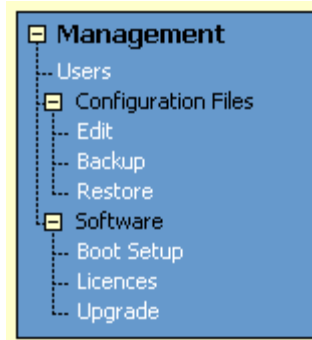 Management
Users
Configuration Files
Edit
Backup
Restore
Software
Boot Setup
Licences
Upgrade